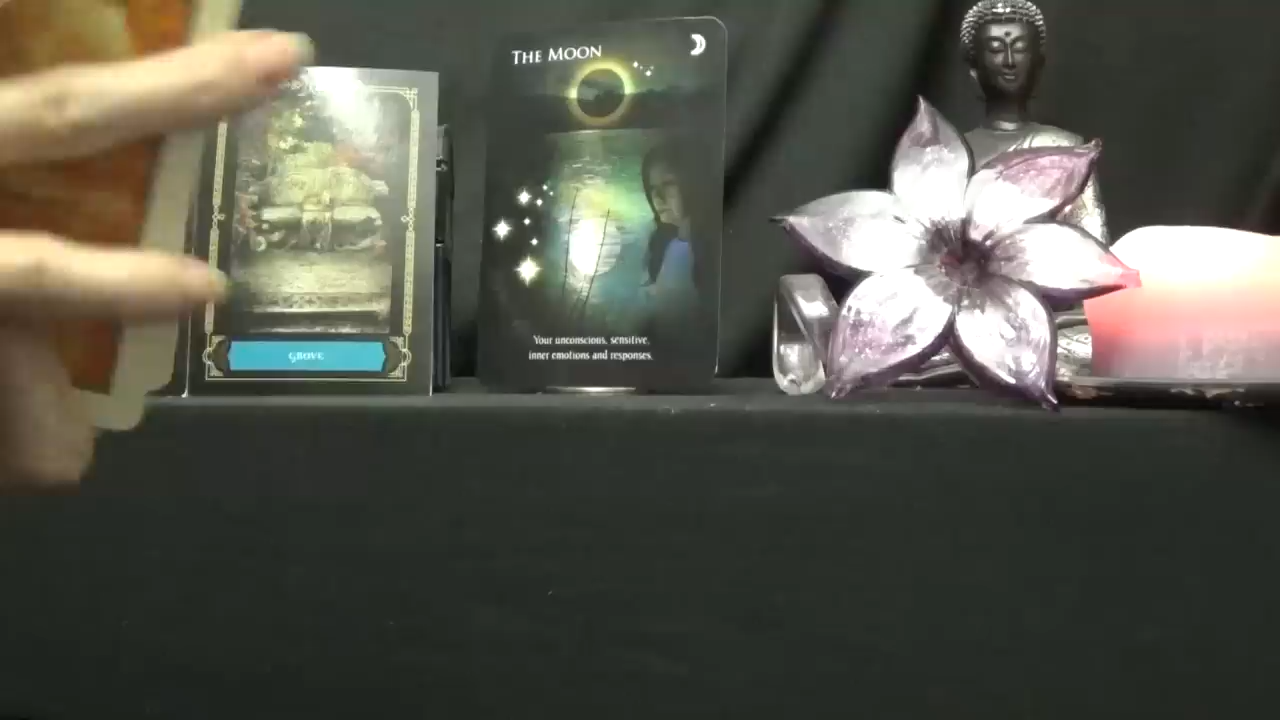 THE MOON
Your unconscious, sensitive,
inner emotions and responses.
GROVE